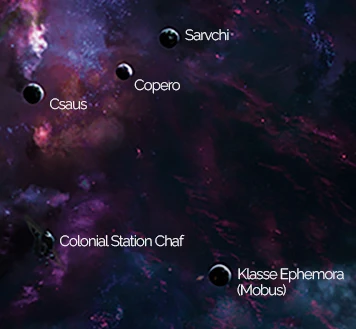 Sarvchi
Copero
Csaus
Colonial Station Chaf
Klasse Ephemora
(Mobus)